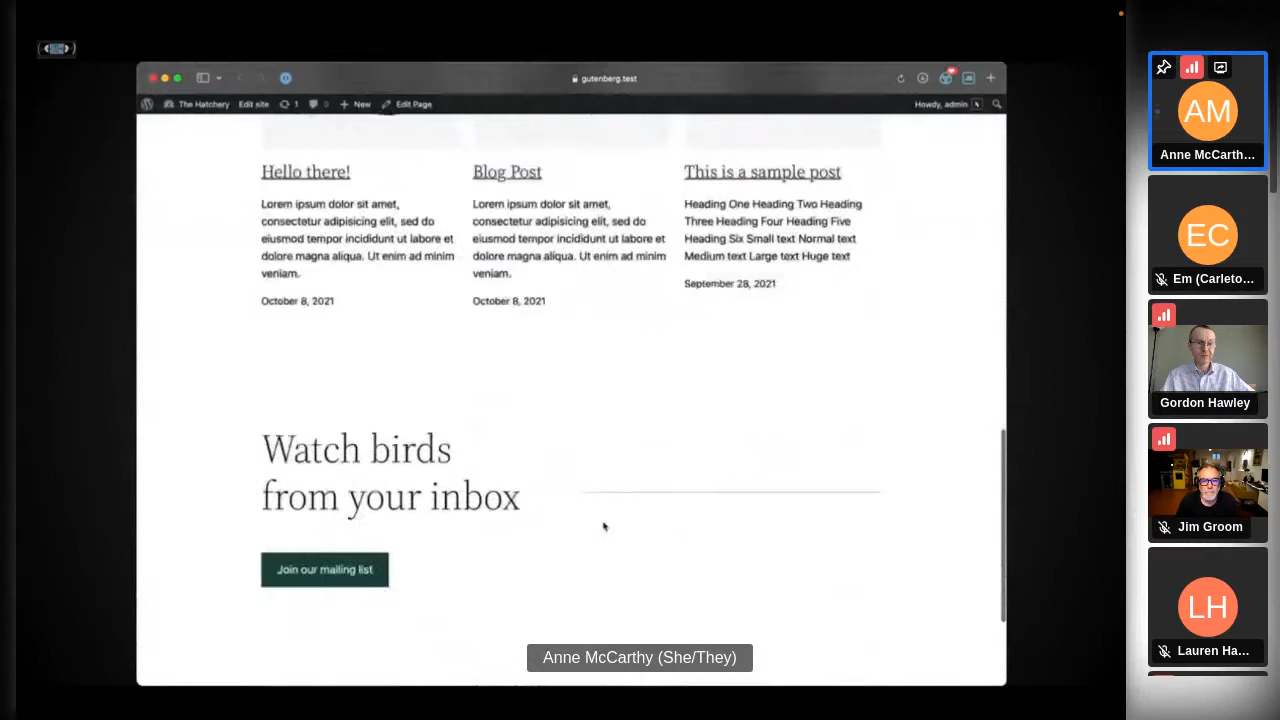 gutenberg.test
The Hatchery Edit site 1 0 New Edit Page Howdy, admin
Hello there!
Lorem ipsum dolor sit amet,
consectetur adipisicing elit, sed do
eiusmod tempor incididunt ut labore et
dolore magna aliqua. Ut enim ad minim
veniam.
October 8, 2021
Blog Post
Lorem ipsum dolor sit amet,
consectetur adipisicing elit, sed do
eiusmod tempor incididunt ut labore et
dolore magna aliqua. Ut enim ad minim
veniam.
October 8, 2021
This is a sample post
Heading One Heading Two Heading
Three Heading Four Heading Five
Heading Six Small text Normal text
Medium text Large text Huge text
September 28, 2021
Watch birds
from your inbox
Join our mailing list
Anne McCarthy (She/They)
AM
Anne McCarth...
EC
Em (Carleto...
Gordon Hawley
Jim Groom
LH
Lauren Ha...